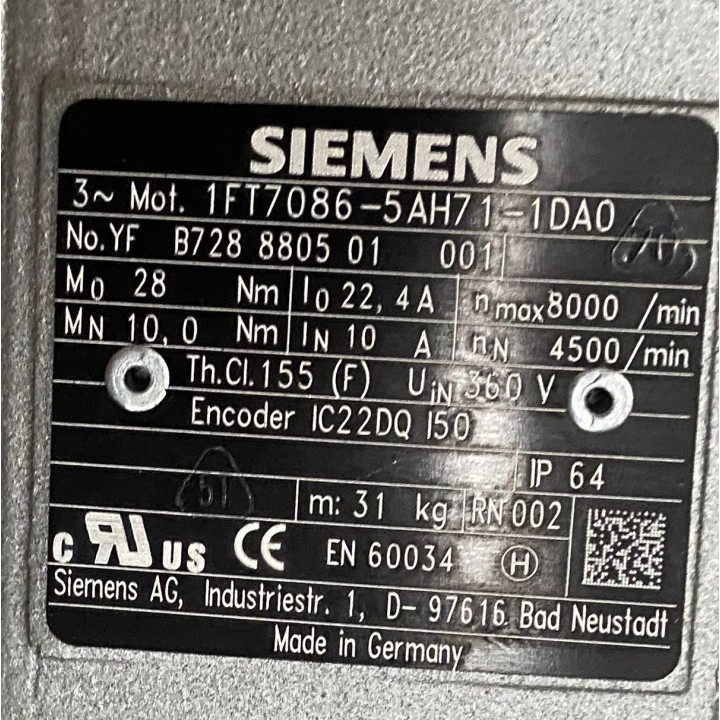 SIEMENS
3~ Mot. 1FT7086-5AH71-1DA0
No.YF B728 8805 01 001
M0 28 Nm I0 22,4 A nmax 8000 /min
MN 10,0 Nm IN 10 A nN 4500 /min
Th.Cl.155 (F) UiN 360 V
Encoder IC22DQ I50
IP 64
m: 31 kg RN 002
c RU US CE EN 60034 H
Siemens AG, Industriestr. 1, D- 97616 Bad Neustadt
Made in Germany